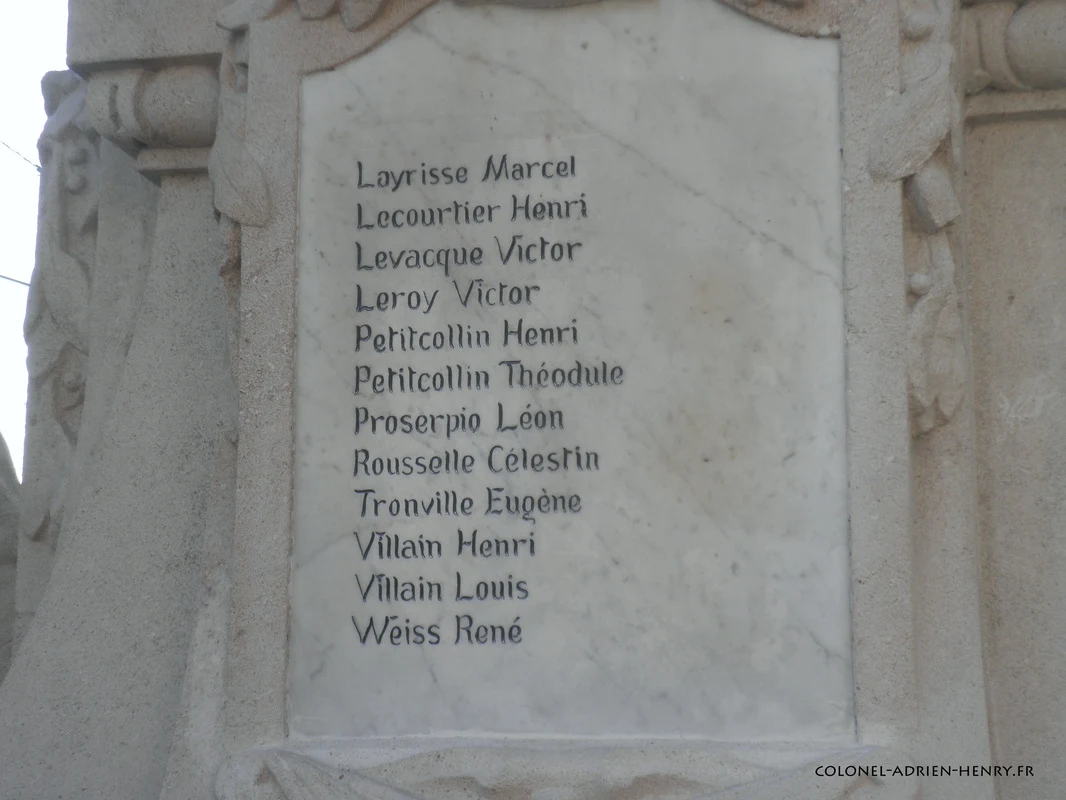 Layrisse Marcel
Lecourtier Henri
Levacque Victor
Leroy Victor
Petitcollin Henri
Petitcollin Théodule
Proserpio Léon
Rousselle Célestin
Tronville Eugène
Villain Henri
Villain Louis
Weiss René
COLONEL-ADRIEN-HENRY.FR